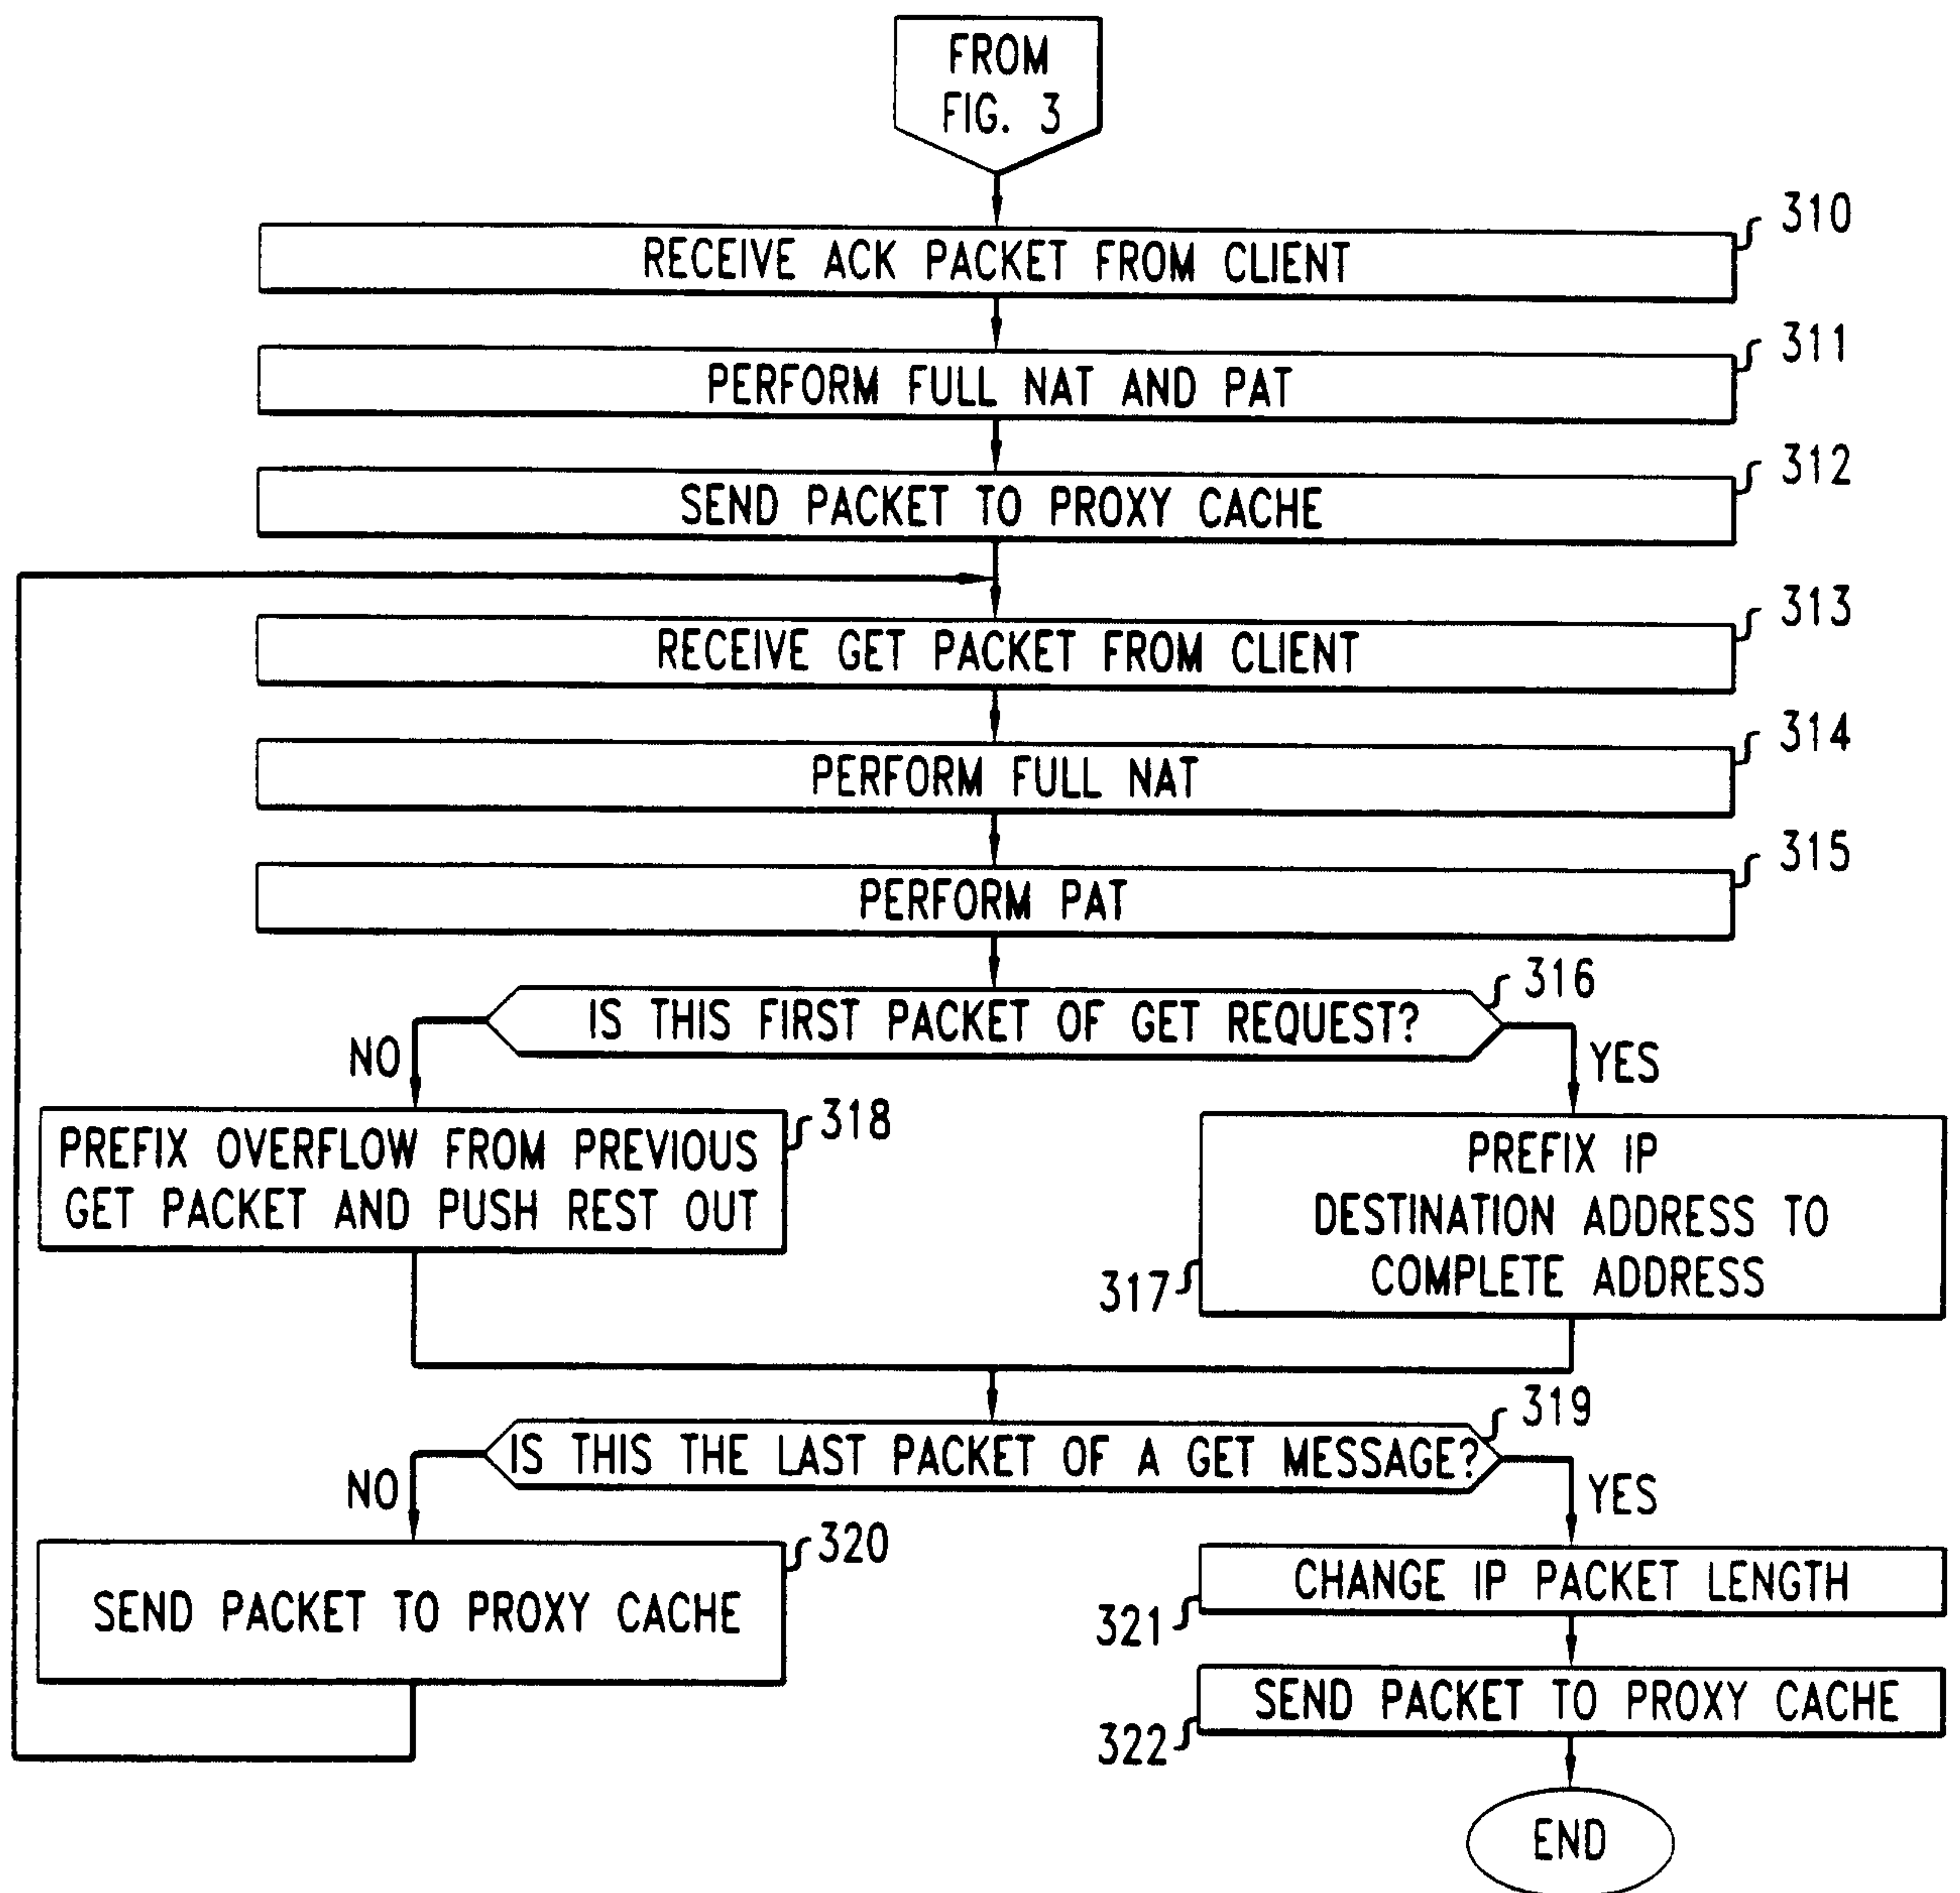 FROM
FIG. 3
310
RECEIVE ACK PACKET FROM CLIENT
311
PERFORM FULL NAT AND PAT
312
SEND PACKET TO PROXY CACHE
313
RECEIVE GET PACKET FROM CLIENT
314
PERFORM FULL NAT
315
PERFORM PAT
316
IS THIS FIRST PACKET OF GET REQUEST?
NO
YES
318
PREFIX OVERFLOW FROM PREVIOUS
GET PACKET AND PUSH REST OUT
PREFIX IP
DESTINATION ADDRESS TO
COMPLETE ADDRESS
317
319
IS THIS THE LAST PACKET OF A GET MESSAGE?
NO
YES
320
SEND PACKET TO PROXY CACHE
CHANGE IP PACKET LENGTH
321
SEND PACKET TO PROXY CACHE
322
END